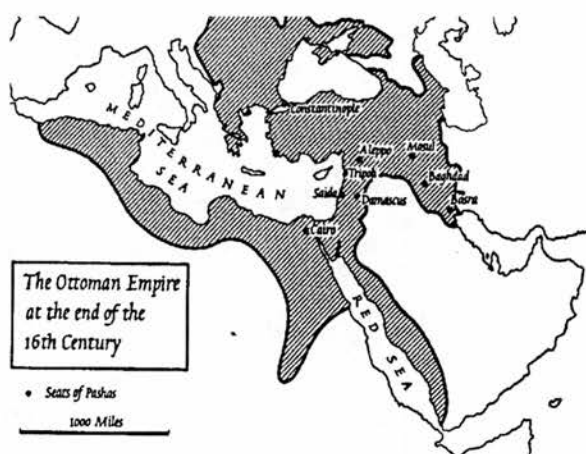 MEDITERRANEAN
SEA
Constantinople
Aleppo
Mosul
Tripoli
Baghdad
Saida
Damascus
Basra
Cairo
RED SEA
The Ottoman Empire
at the end of the
16th Century
Seats of Pashas
1000 Miles